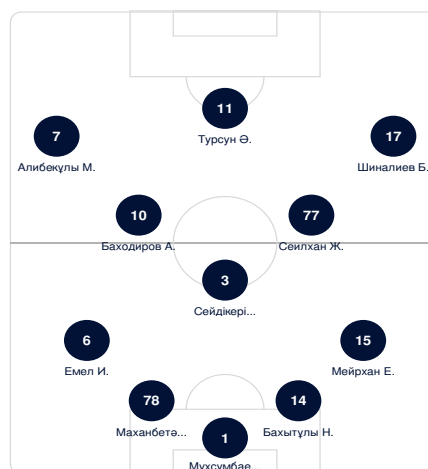 11
Турсун Ә.
7
Алибекұлы М.
17
Шиналиев Б.
10
Баходиров А.
77
Сеилхан Ж.
3
Сейдікері...
6
Емел И.
15
Мейрхан Е.
78
Маханбетә...
14
Бахытұлы Н.
1
Мухсумбае...